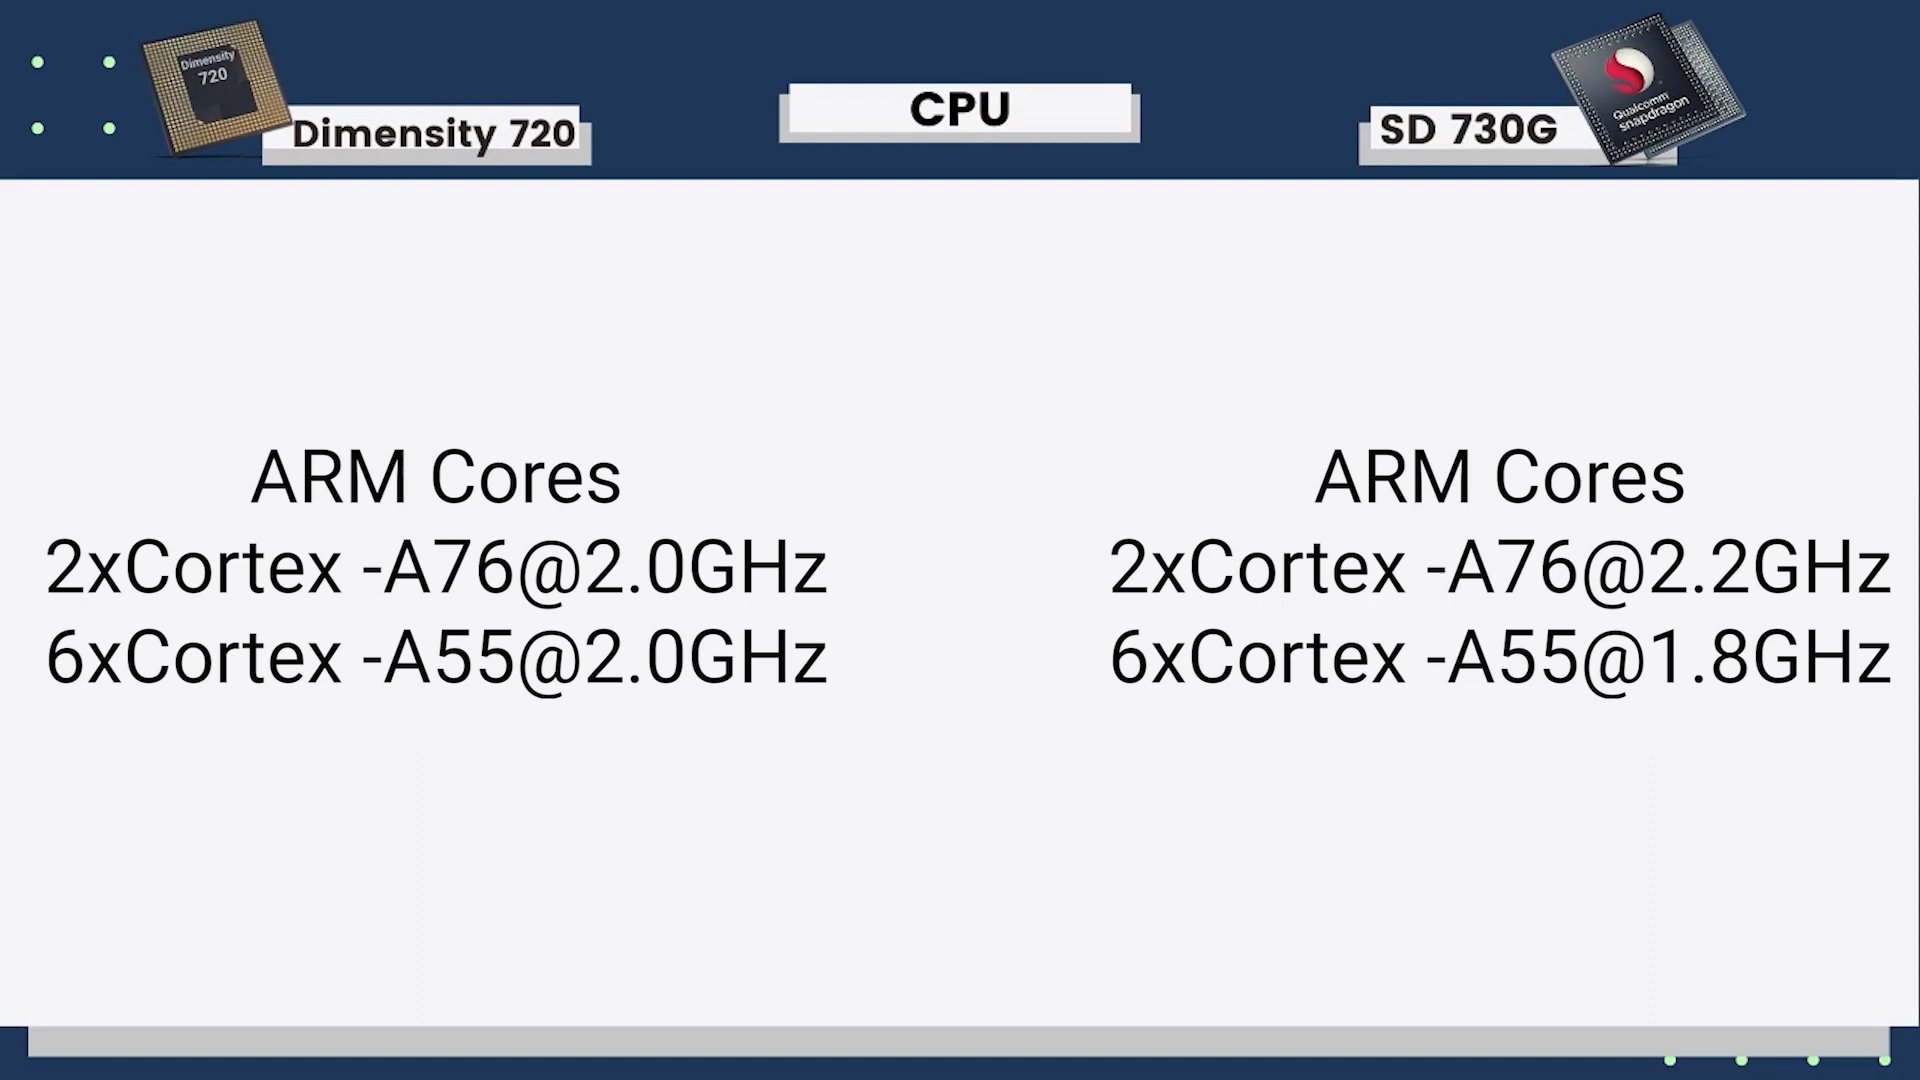 Dimensity
720
Dimensity 720
CPU
SD 730G
Qualcomm
snapdragon
ARM Cores
2xCortex -A76@2.0GHz
6xCortex -A55@2.0GHz
ARM Cores
2xCortex -A76@2.2GHz
6xCortex -A55@1.8GHz